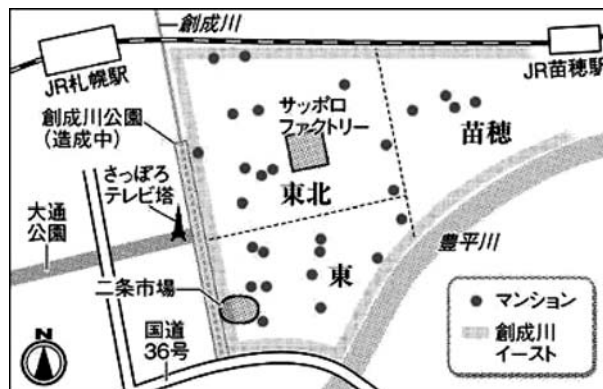 創成川
JR札幌駅
JR苗穂駅
創成川公園
(造成中)
サッポロ
ファクトリー
苗穂
さっぽろ
テレビ塔
東北
大通
公園
豊平川
二条市場
東
国道
36号
N
マンション
創成川
イースト